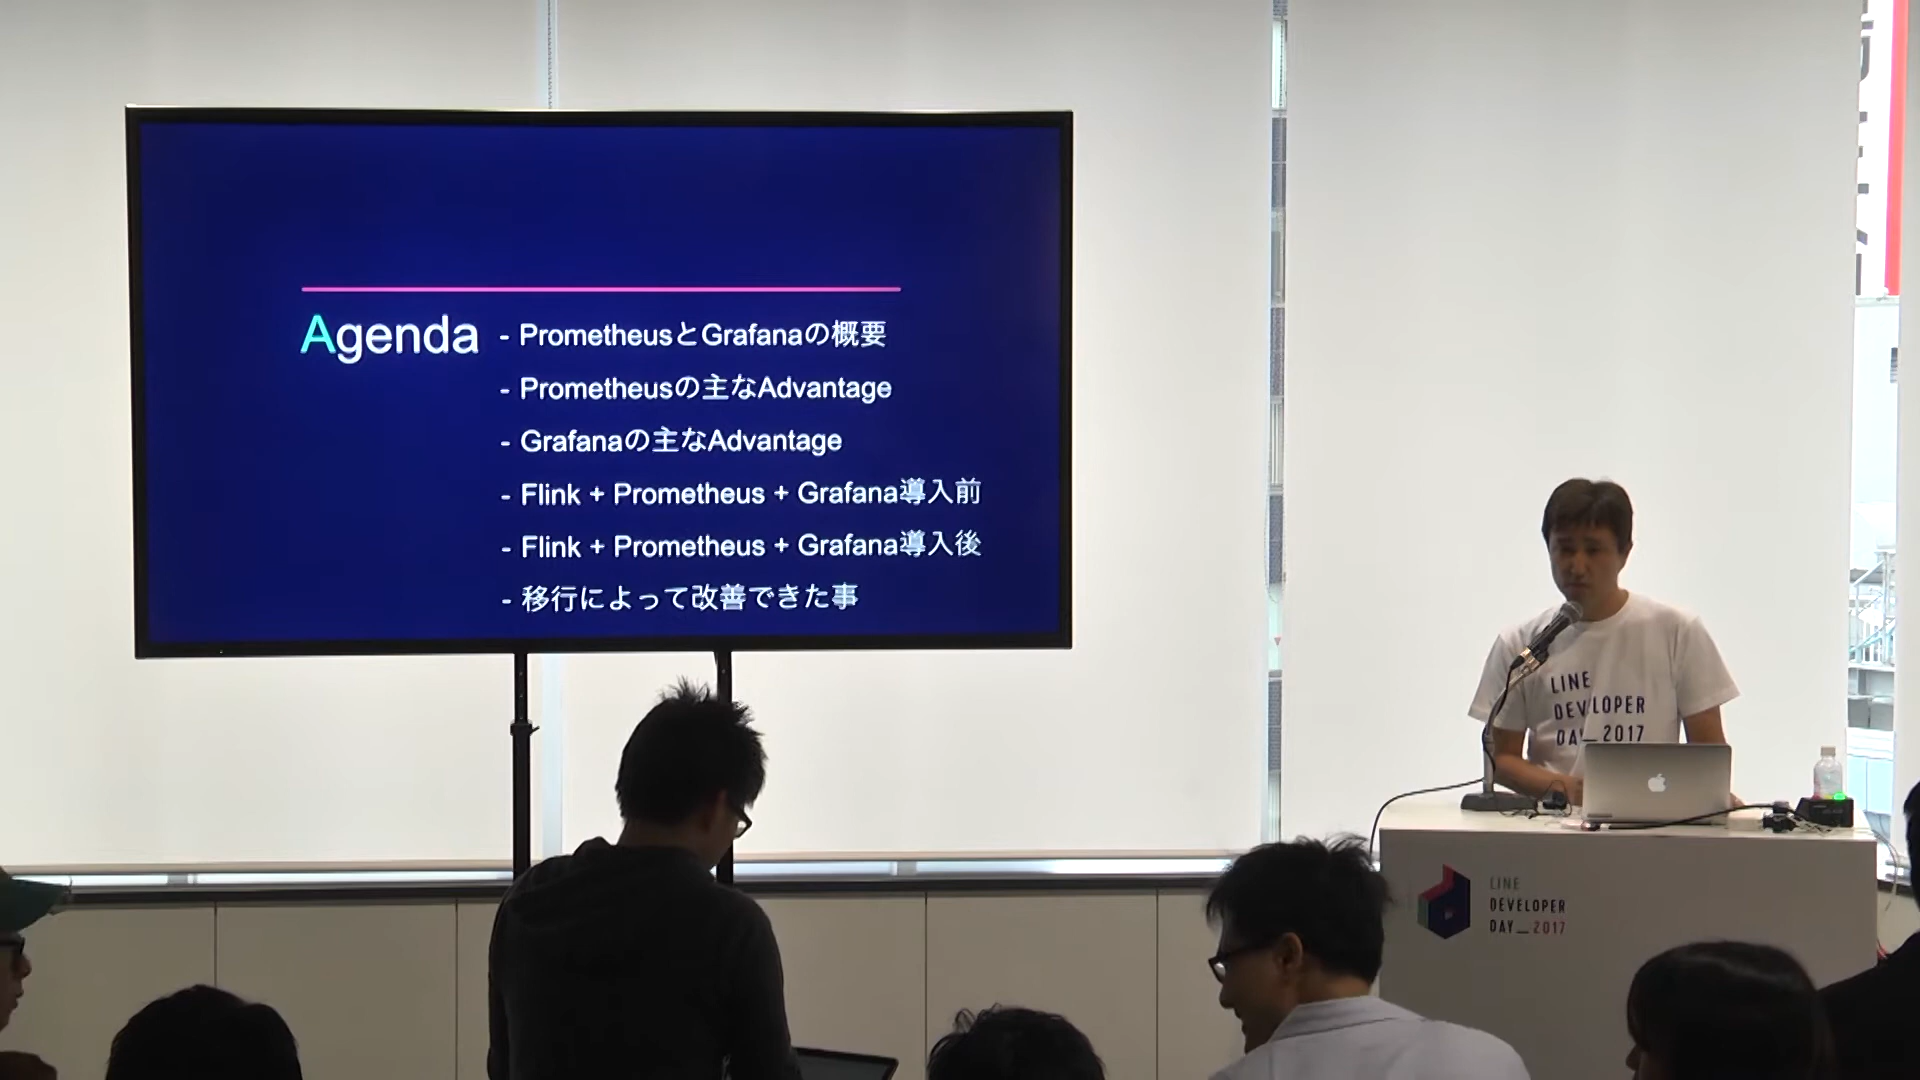 Agenda
- PrometheusとGrafanaの概要
- Prometheusの主なAdvantage
- Grafanaの主なAdvantage
- Flink + Prometheus + Grafana導入前
- Flink + Prometheus + Grafana導入後
- 移行によって改善できた事
LINE
DEVELOPER
DAY_2017
LINE
DEVELOPER
DAY_2017